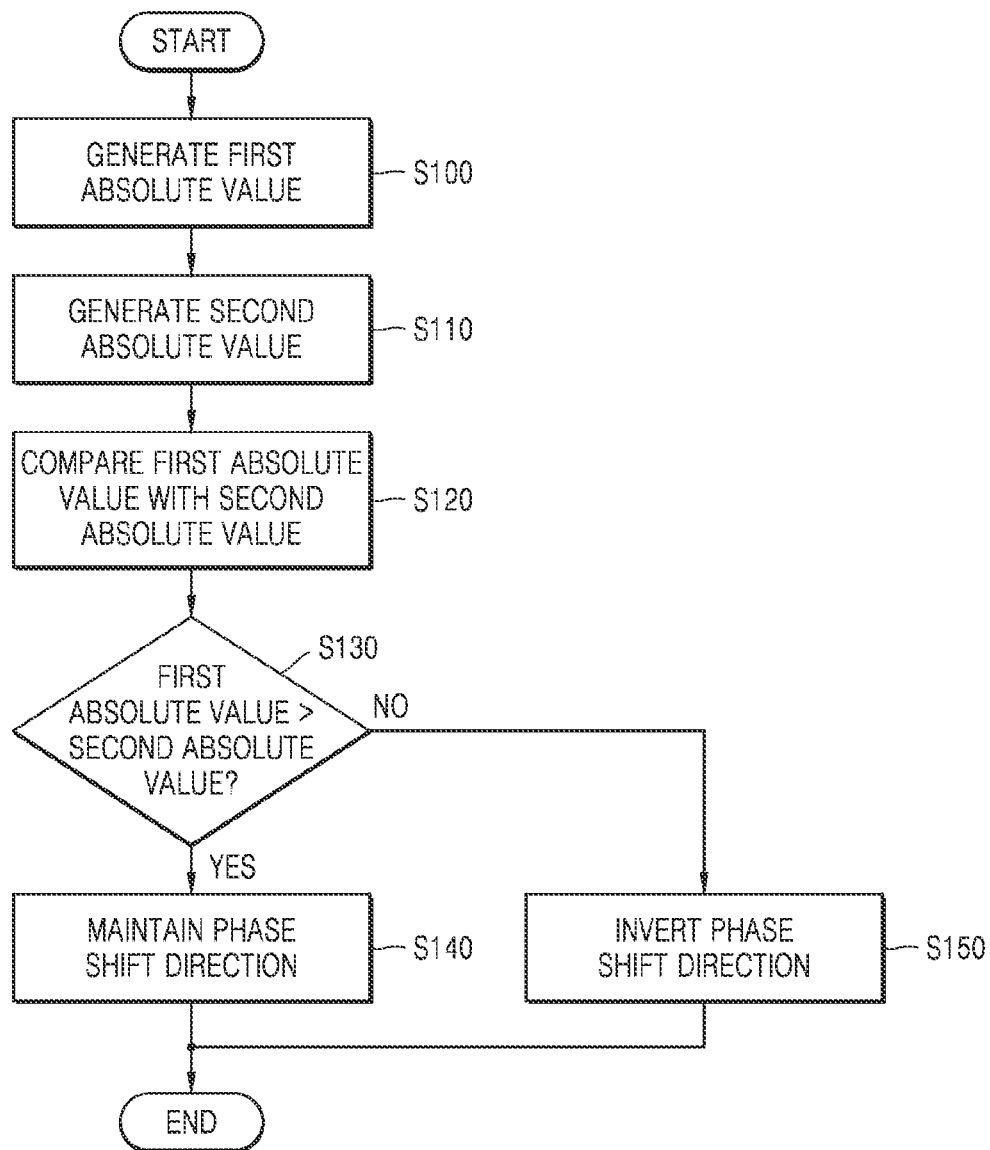 START
GENERATE FIRST
ABSOLUTE VALUE
S100
GENERATE SECOND
ABSOLUTE VALUE
S110
COMPARE FIRST ABSOLUTE
VALUE WITH SECOND
ABSOLUTE VALUE
S120
S130
FIRST
ABSOLUTE VALUE >
SECOND ABSOLUTE
VALUE?
NO
YES
MAINTAIN PHASE
SHIFT DIRECTION
S140
INVERT PHASE
SHIFT DIRECTION
S150
END